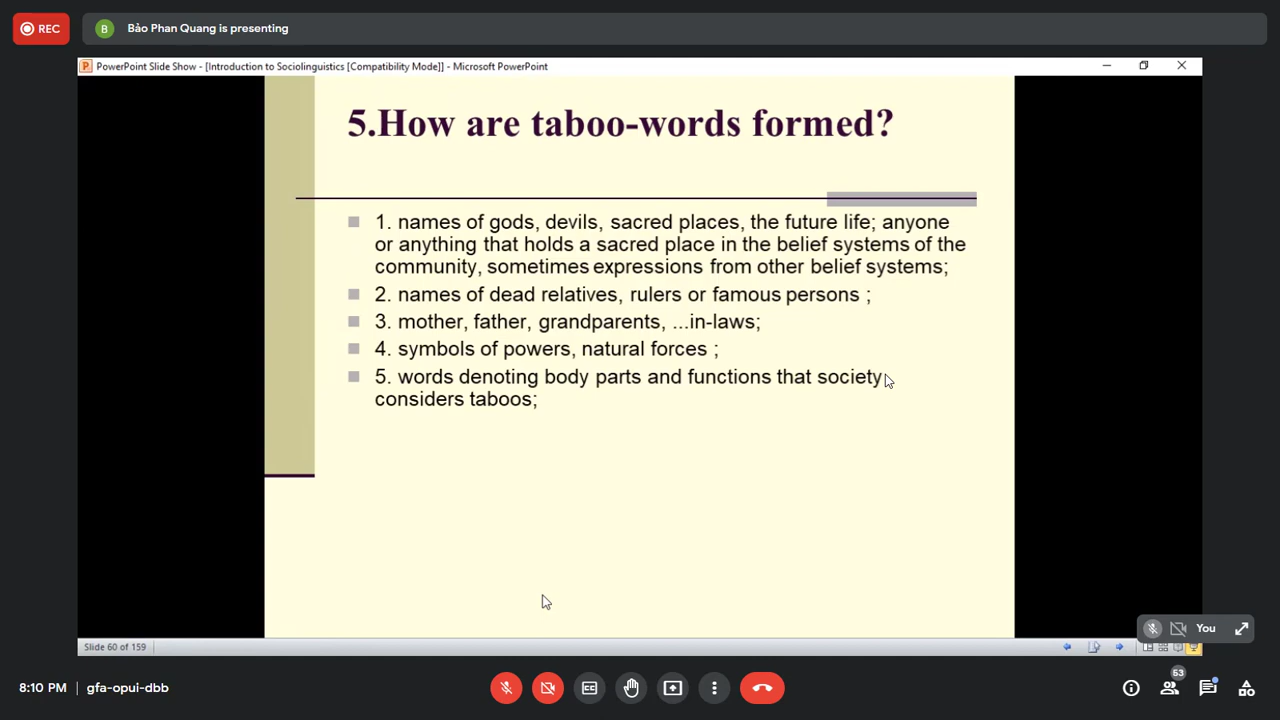 REC
B
Bảo Phan Quang is presenting
PowerPoint Slide Show - [Introduction to Sociolinguistics [Compatibility Mode]] - Microsoft PowerPoint
5.How are taboo-words formed?
1. names of gods, devils, sacred places, the future life; anyone
or anything that holds a sacred place in the belief systems of the
community, sometimes expressions from other belief systems;
2. names of dead relatives, rulers or famous persons ;
3. mother, father, grandparents, ...in-laws;
4. symbols of powers, natural forces ;
5. words denoting body parts and functions that society
considers taboos;
You
Slide 60 of 159
8:10 PM
gfa-opui-dbb
53